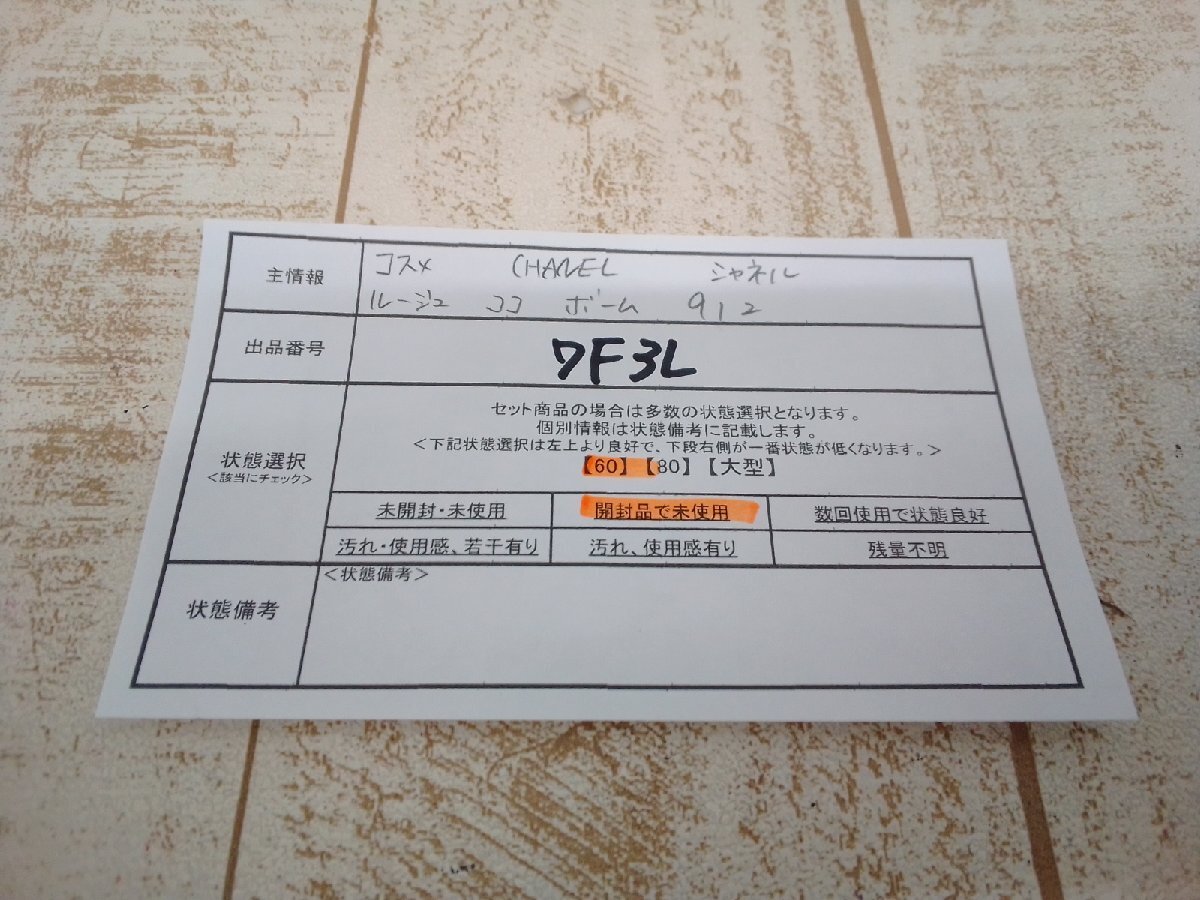 主情報
コスメ CHANEL シャネル
ルージュ ココ ボーム 912
出品番号
7F3L
状態選択
<該当にチェック>
セット商品の場合は多数の状態選択となります。
個別情報は状態備考に記載します。
<下記状態選択は左上より良好で、下段右側が一番状態が低くなります。>
【60】【80】【大型】
未開封・未使用 開封品で未使用 数回使用で状態良好
汚れ・使用感、若干有り 汚れ、使用感有り 残量不明
状態備考
<状態備考>